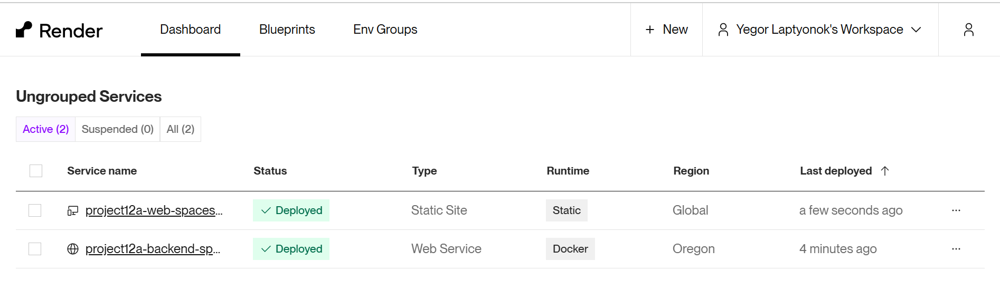 Render Dashboard Blueprints Env Groups + New Yegor Laptyonok's Workspace
Ungrouped Services
Active (2) Suspended (0) All (2)
Service name Status Type Runtime Region Last deployed ↑
project12a-web-spaces... ✓ Deployed Static Site Static Global a few seconds ago ...
project12a-backend-sp... ✓ Deployed Web Service Docker Oregon 4 minutes ago ...